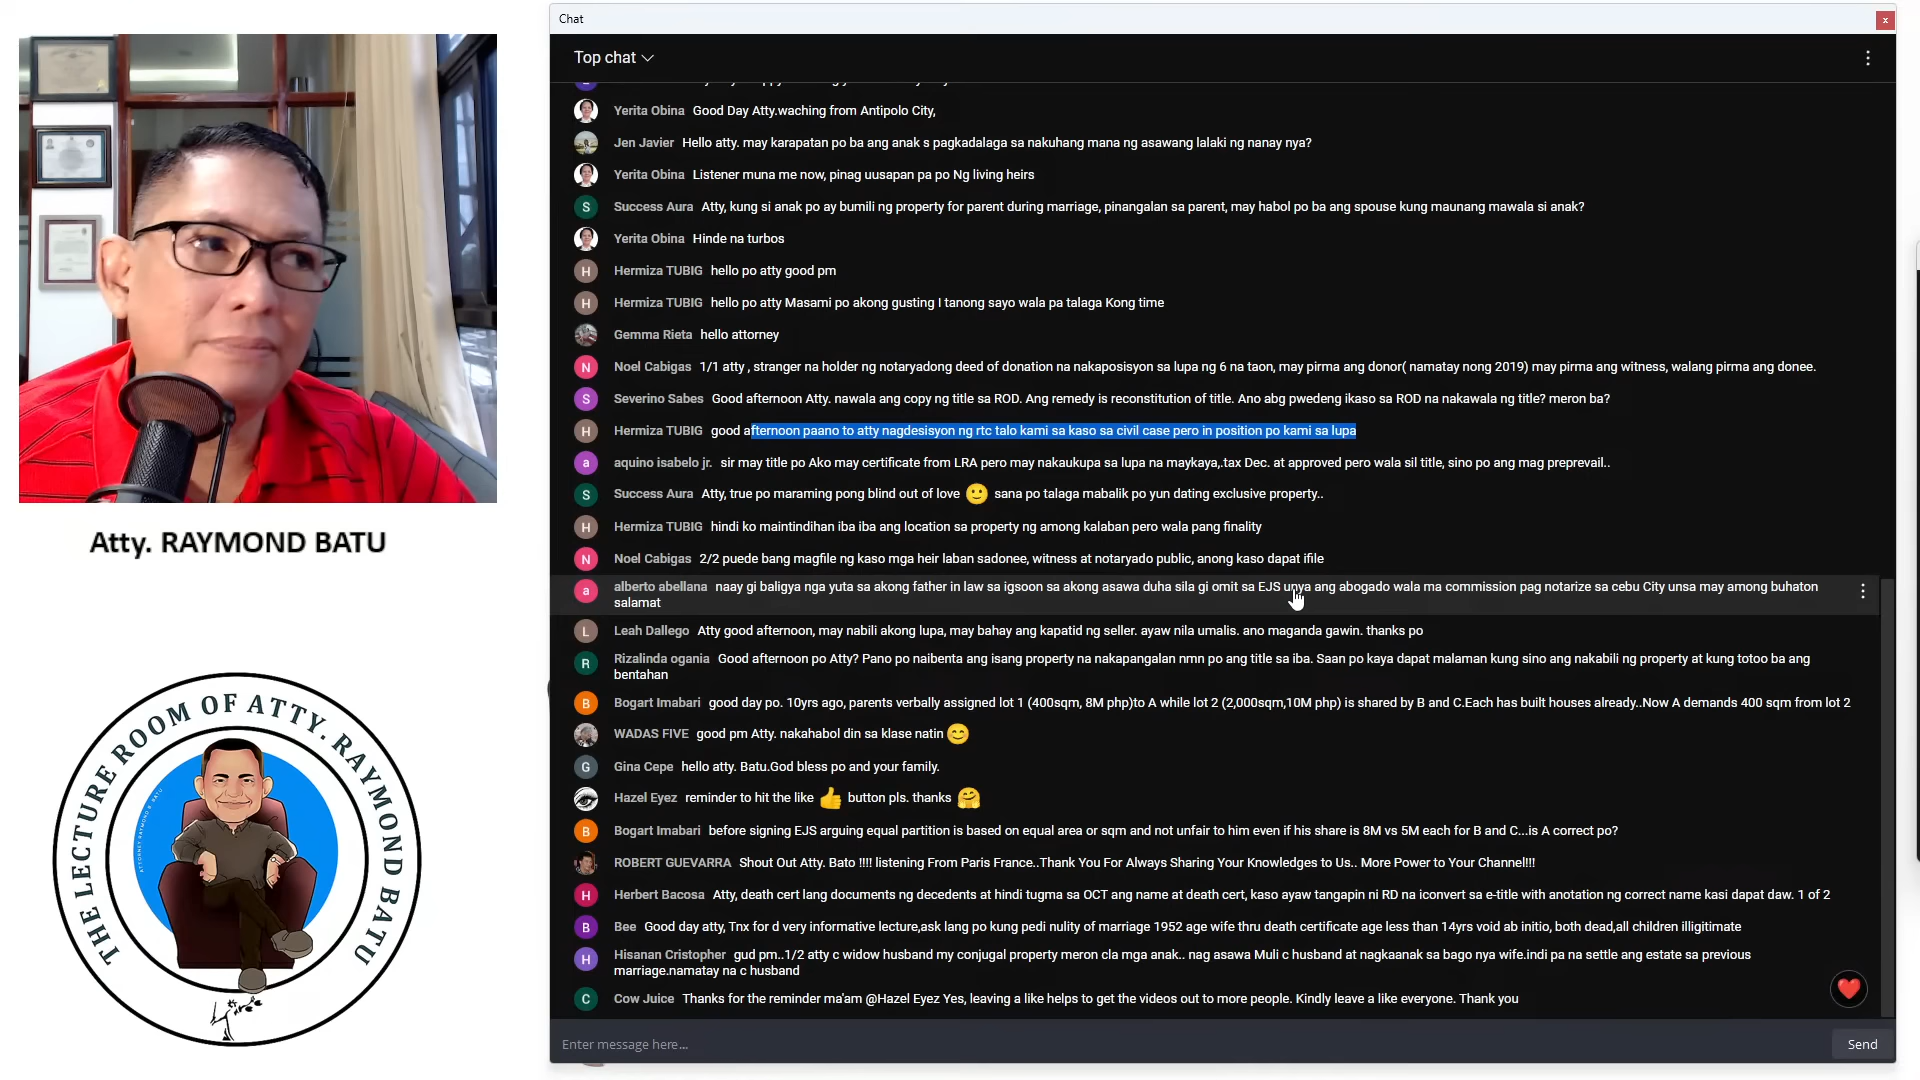 Chat
x
Top chat
Yerita Obina Good Day Atty.waching from Antipolo City,
Jen Javier Hello atty. may karapatan po ba ang anak s pagkadalaga sa nakuhang mana ng asawang lalaki ng nanay nya?
Yerita Obina Listener muna me now, pinag uusapan pa po Ng living heirs
S Success Aura Atty, kung si anak po ay bumili ng property for parent during marriage, pinangalan sa parent, may habol po ba ang spouse kung maunang mawala si anak?
Yerita Obina Hinde na turbos
H Hermiza TUBIG hello po atty good pm
H Hermiza TUBIG hello po atty Masami po akong gusting I tanong sayo wala pa talaga Kong time
Gemma Rieta hello attorney
N Noel Cabigas 1/1 atty , stranger na holder ng notaryadong deed of donation na nakaposisyon sa lupa ng 6 na taon, may pirma ang donor( namatay nong 2019) may pirma ang witness, walang pirma ang donee.
S Severino Sabes Good afternoon Atty. nawala ang copy ng title sa ROD. Ang remedy is reconstitution of title. Ano abg pwedeng ikaso sa ROD na nakawala ng title? meron ba?
H Hermiza TUBIG good afternoon paano to atty nagdesisyon ng rtc talo kami sa kaso sa civil case pero in position po kami sa lupa
a aquino isabelo jr. sir may title po Ako may certificate from LRA pero may nakaukupa sa lupa na maykaya,.tax Dec. at approved pero wala sil title, sino po ang mag preprevail..
S Success Aura Atty, true po maraming pong blind out of love 🙂 sana po talaga mabalik po yun dating exclusive property..
H Hermiza TUBIG hindi ko maintindihan iba iba ang location sa property ng among kalaban pero wala pang finality
N Noel Cabigas 2/2 puede bang magfile ng kaso mga heir laban sadonee, witness at notaryado public, anong kaso dapat ifile
a alberto abellana naay gi baligya nga yuta sa akong father in law sa igsoon sa akong asawa duha sila gi omit sa EJS unya ang abogado wala ma commission pag notarize sa cebu City unsa may among buhaton
salamat
L Leah Dallego Atty good afternoon, may nabili akong lupa, may bahay ang kapatid ng seller. ayaw nila umalis. ano maganda gawin. thanks po
R Rizalinda ogania Good afternoon po Atty? Pano po naibenta ang isang property na nakapangalan nmn po ang title sa iba. Saan po kaya dapat malaman kung sino ang nakabili ng property at kung totoo ba ang
bentahan
B Bogart Imabari good day po. 10yrs ago, parents verbally assigned lot 1 (400sqm, 8M php)to A while lot 2 (2,000sqm,10M php) is shared by B and C.Each has built houses already..Now A demands 400 sqm from lot 2
WADAS FIVE good pm Atty. nakahabol din sa klase natin 😊
G Gina Cepe hello atty. Batu.God bless po and your family.
Hazel Eyez reminder to hit the like 👍 button pls. thanks 🤗
B Bogart Imabari before signing EJS arguing equal partition is based on equal area or sqm and not unfair to him even if his share is 8M vs 5M each for B and C...is A correct po?
ROBERT GUEVARRA Shout Out Atty. Bato !!!! listening From Paris France..Thank You For Always Sharing Your Knowledges to Us.. More Power to Your Channel!!!
H Herbert Bacosa Atty, death cert lang documents ng decedents at hindi tugma sa OCT ang name at death cert, kaso ayaw tangapin ni RD na iconvert sa e-title with anotation ng correct name kasi dapat daw. 1 of 2
B Bee Good day atty, Tnx for d very informative lecture,ask lang po kung pedi nulity of marriage 1952 age wife thru death certificate age less than 14yrs void ab initio, both dead,all children illigitimate
H Hisanan Cristopher gud pm..1/2 atty c widow husband my conjugal property meron cla mga anak.. nag asawa Muli c husband at nagkaanak sa bago nya wife.indi pa na settle ang estate sa previous
marriage.namatay na c husband
C Cow Juice Thanks for the reminder ma'am @Hazel Eyez Yes, leaving a like helps to get the videos out to more people. Kindly leave a like everyone. Thank you
Enter message here...
Send
Atty. RAYMOND BATU
THE LECTURE ROOM OF ATTY. RAYMOND BATU
ATTORNEY RAYMOND B. BATU